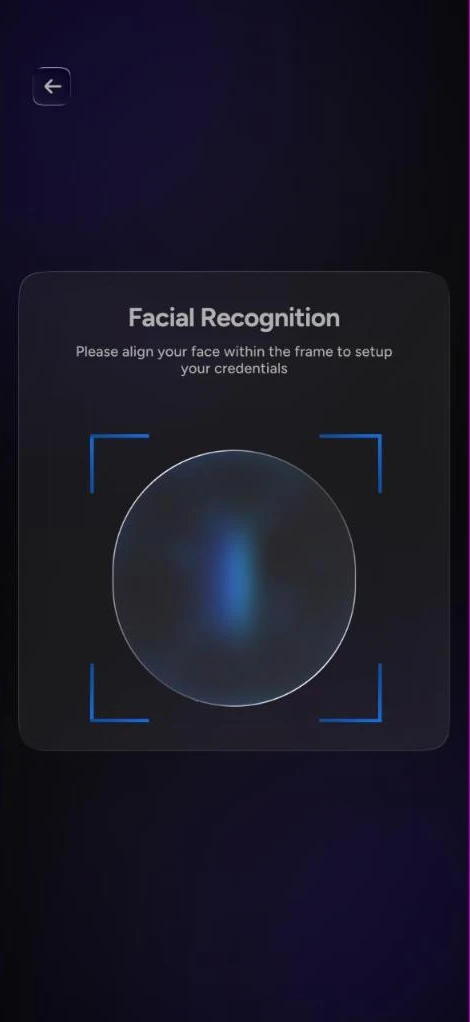 Facial Recognition
Please align your face within the frame to setup
your credentials